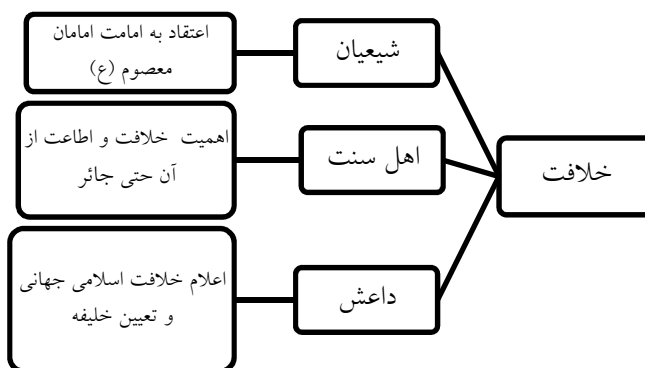 خلافت
شیعیان
اعتقاد به امامت امامان
معصوم (ع)
اهل سنت
اهمیت خلافت و اطاعت از
آن حتی جائر
داعش
اعلام خلافت اسلامی جهانی
و تعیین خلیفه